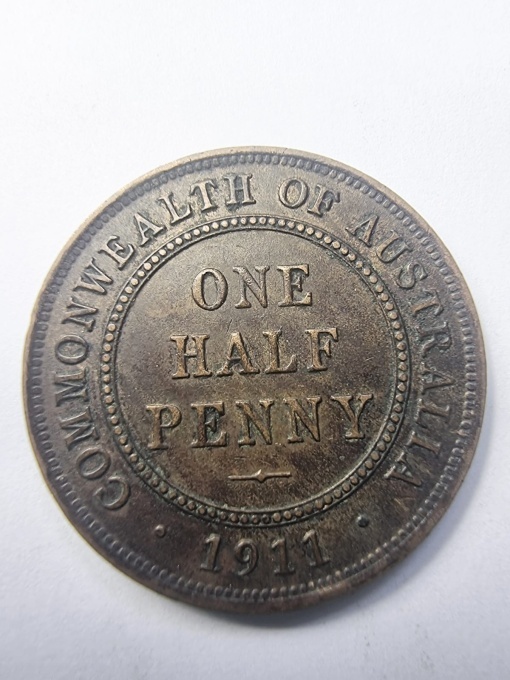 COMMONWEALTH OF AUSTRALIA
ONE
HALF
PENNY
· 1911 ·